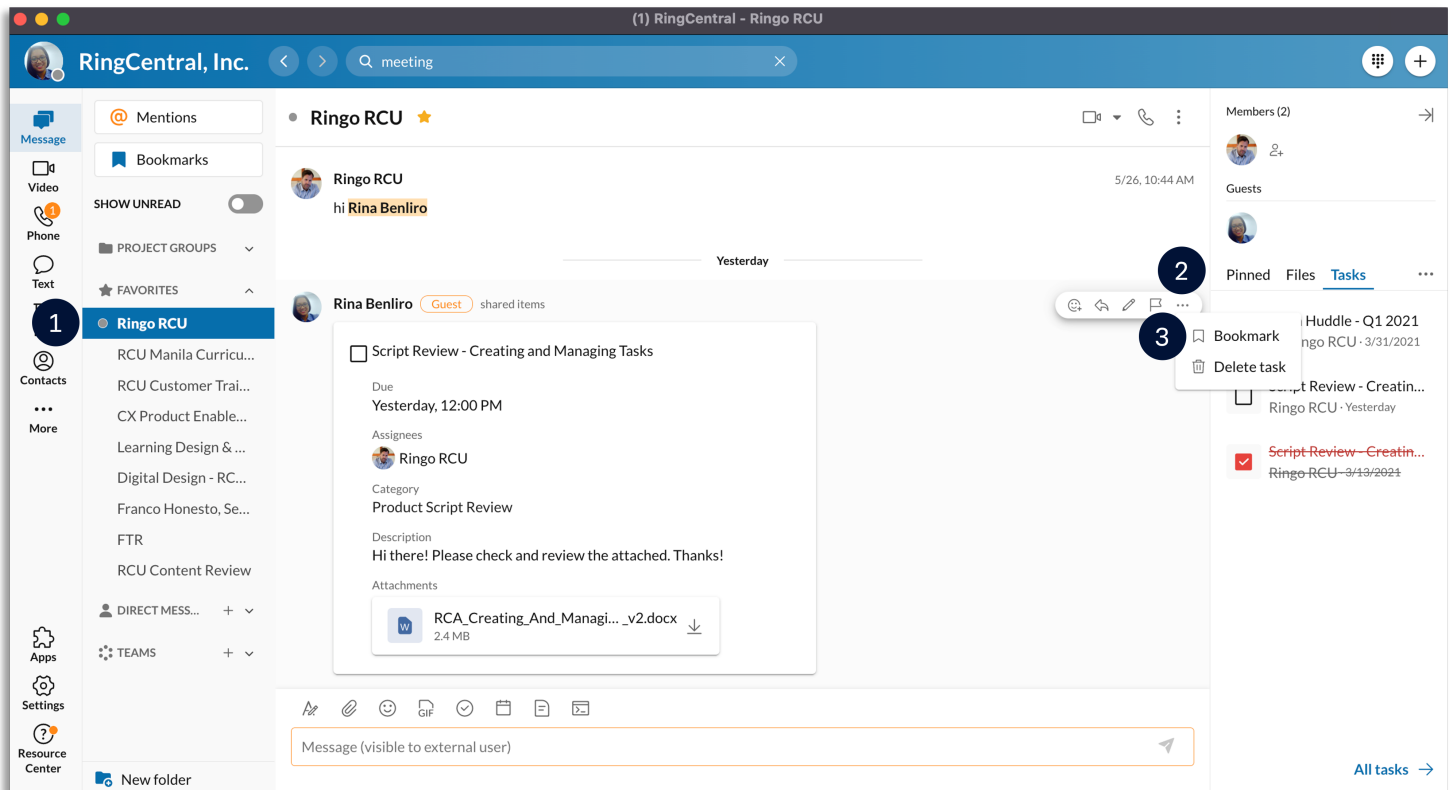 (1) RingCentral - Ringo RCU
RingCentral, Inc.
meeting
Message
Video
1
Phone
Text
1
Contacts
More
Apps
Settings
Resource
Center
@ Mentions
Bookmarks
SHOW UNREAD
PROJECT GROUPS
FAVORITES
Ringo RCU
RCU Manila Curricu...
RCU Customer Trai...
CX Product Enable...
Learning Design & ...
Digital Design - RC...
Franco Honesto, Se...
FTR
RCU Content Review
DIRECT MESS...
TEAMS
New folder
Ringo RCU
Ringo RCU
5/26, 10:44 AM
hi Rina Benliro
Yesterday
Rina Benliro Guest shared items
2
3
Bookmark
Delete task
Script Review - Creating and Managing Tasks
Due
Yesterday, 12:00 PM
Assignees
Ringo RCU
Category
Product Script Review
Description
Hi there! Please check and review the attached. Thanks!
Attachments
W
RCA_Creating_And_Managi... _v2.docx
2.4 MB
GIF
Message (visible to external user)
Members (2)
Guests
Pinned Files Tasks
Huddle - Q1 2021
RCU · 3/31/2021
Script Review - Creatin...
Ringo RCU · Yesterday
Script Review - Creatin...
Ringo RCU · 3/13/2021
All tasks